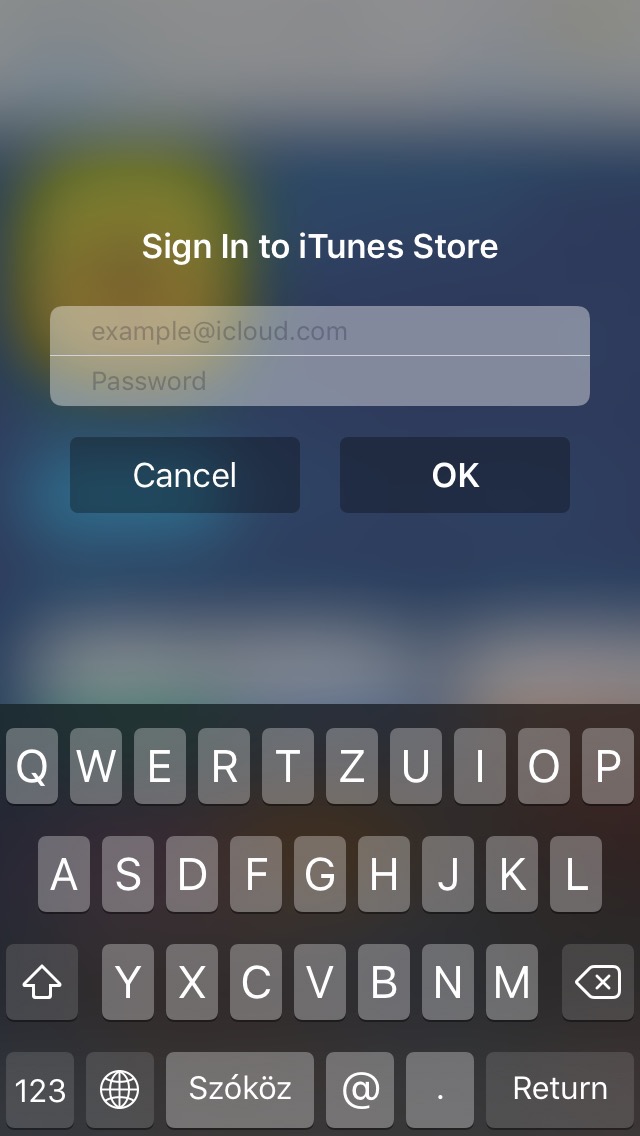 Sign In to iTunes Store
example@icloud.com
Password
Cancel OK
Q W E R T Z U I O P
A S D F G H J K L
Y X C V B N M
123 Szóköz @ . Return